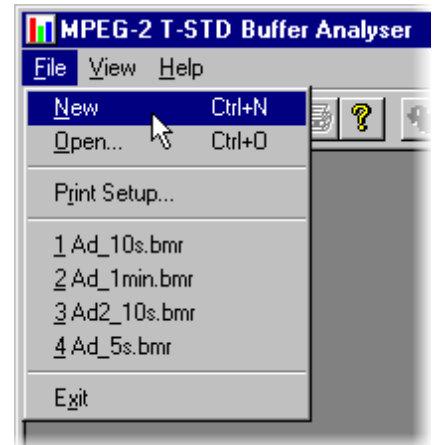 MPEG-2 T-STD Buffer Analyser
File View Help
New Ctrl+N
Open... Ctrl+O
Print Setup...
1 Ad_10s.bmr
2 Ad_1min.bmr
3 Ad2_10s.bmr
4 Ad_5s.bmr
Exit